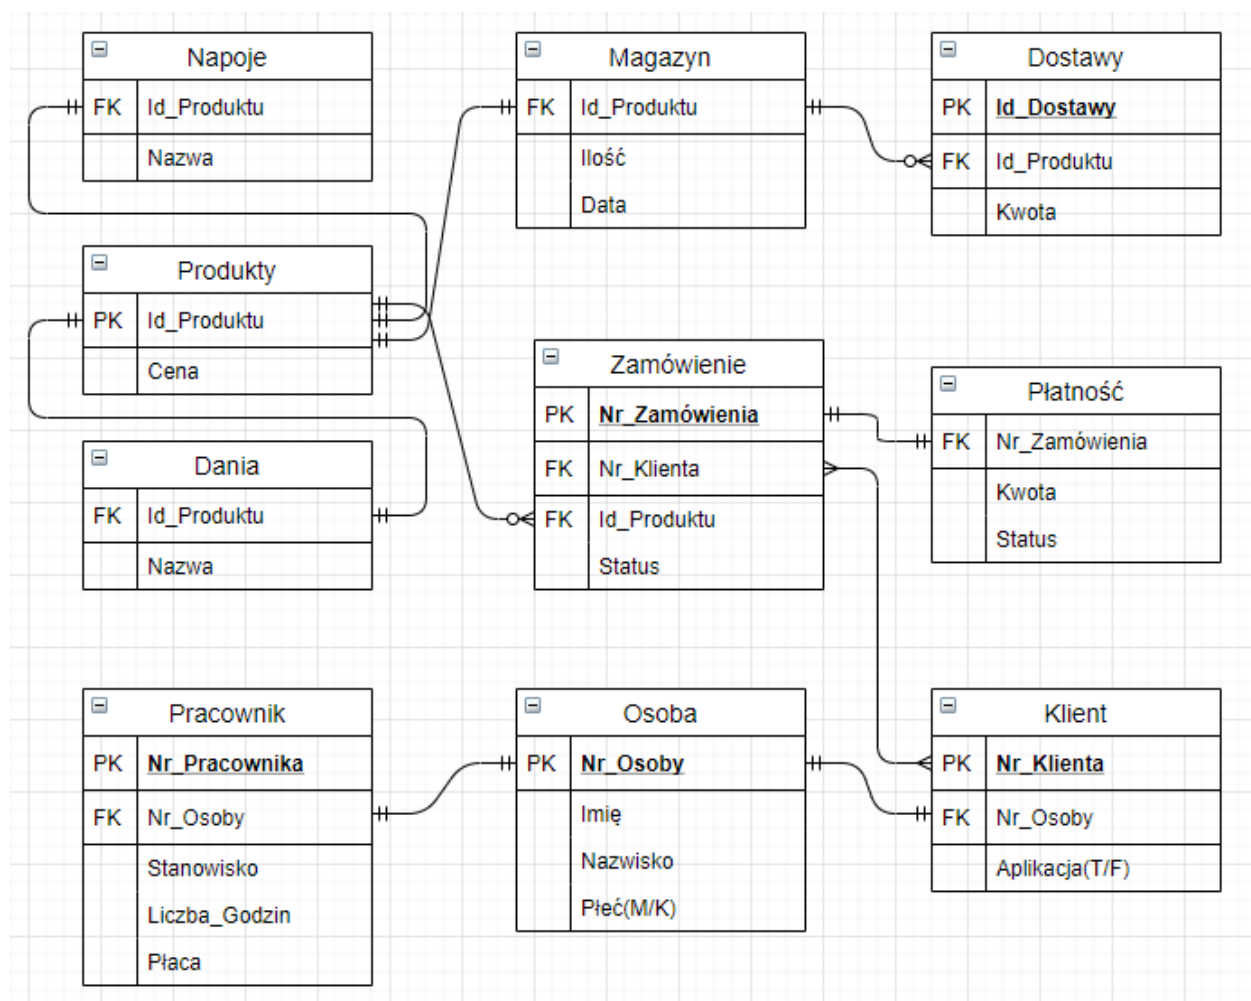 Napoje
FK Id_Produktu
Nazwa
Magazyn
FK Id_Produktu
Ilość
Data
Dostawy
PK Id_Dostawy
FK Id_Produktu
Kwota
Produkty
PK Id_Produktu
Cena
Zamówienie
PK Nr_Zamówienia
FK Nr_Klienta
FK Id_Produktu
Status
Płatność
FK Nr_Zamówienia
Kwota
Status
Dania
FK Id_Produktu
Nazwa
Pracownik
PK Nr_Pracownika
FK Nr_Osoby
Stanowisko
Liczba_Godzin
Płaca
Osoba
PK Nr_Osoby
Imię
Nazwisko
Płeć(M/K)
Klient
PK Nr_Klienta
FK Nr_Osoby
Aplikacja(T/F)